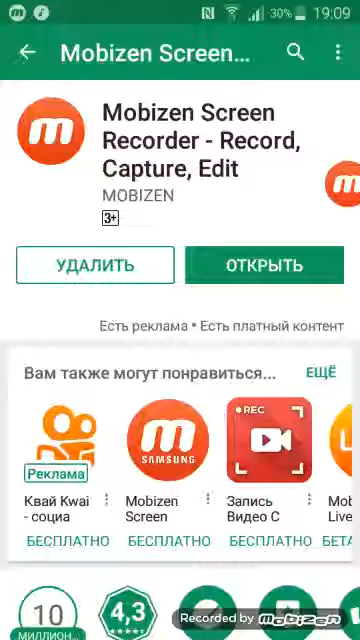 30% 19:09
Mobizen Screen...
Mobizen Screen
Recorder - Record,
Capture, Edit
MOBIZEN
3+
УДАЛИТЬ
ОТКРЫТЬ
Есть реклама • Есть платный контент
Вам также могут понравиться...
ЕЩЁ
REC
SAMSUNG
Реклама
Квай Kwai
- социа
БЕСПЛАТНО
Mobizen
Screen
БЕСПЛАТНО
Запись
Видео С
БЕСПЛАТНО
Mob
Live
БЕТА
10
МИЛЛИОН...
4,3
Recorded by mobizen